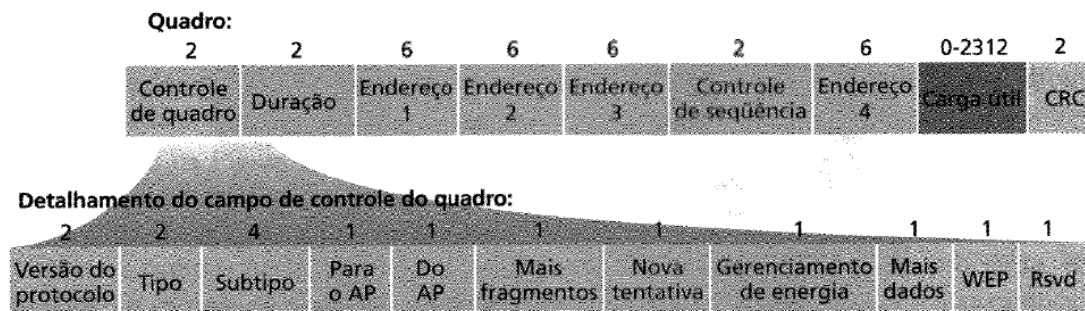 Quadro:
2 2 6 6 6 2 6 0-2312 2
Controle de quadro
Duração
Endereço 1
Endereço 2
Endereço 3
Controle de seqüência
Endereço 4
Carga útil
CRC
Detalhamento do campo de controle do quadro:
2 2 4 1 1 1 1 1 1 1 1
Versão do protocolo
Tipo
Subtipo
Para o AP
Do AP
Mais fragmentos
Nova tentativa
Gerenciamento de energia
Mais dados
WEP
Rsvd